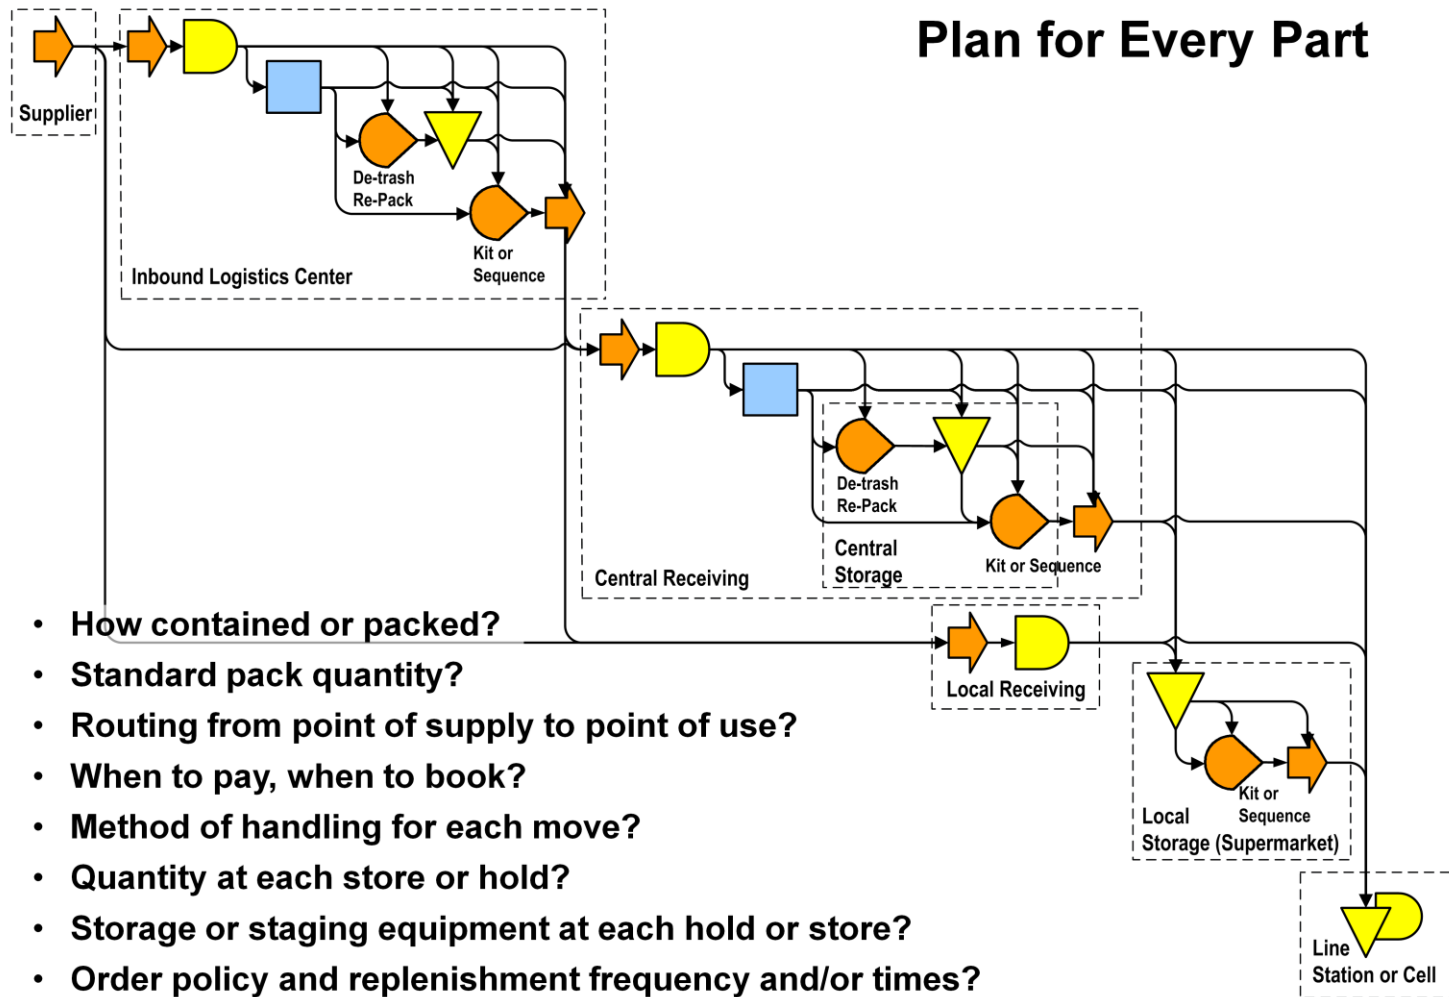 Plan for Every Part
Supplier
De-trash
Re-Pack
Kit or
Sequence
Inbound Logistics Center
De-trash
Re-Pack
Central
Storage
Kit or Sequence
Central Receiving
Local Receiving
Kit or
Sequence
Local
Storage (Supermarket)
Line
Station or Cell
• How contained or packed?
• Standard pack quantity?
• Routing from point of supply to point of use?
• When to pay, when to book?
• Method of handling for each move?
• Quantity at each store or hold?
• Storage or staging equipment at each hold or store?
• Order policy and replenishment frequency and/or times?